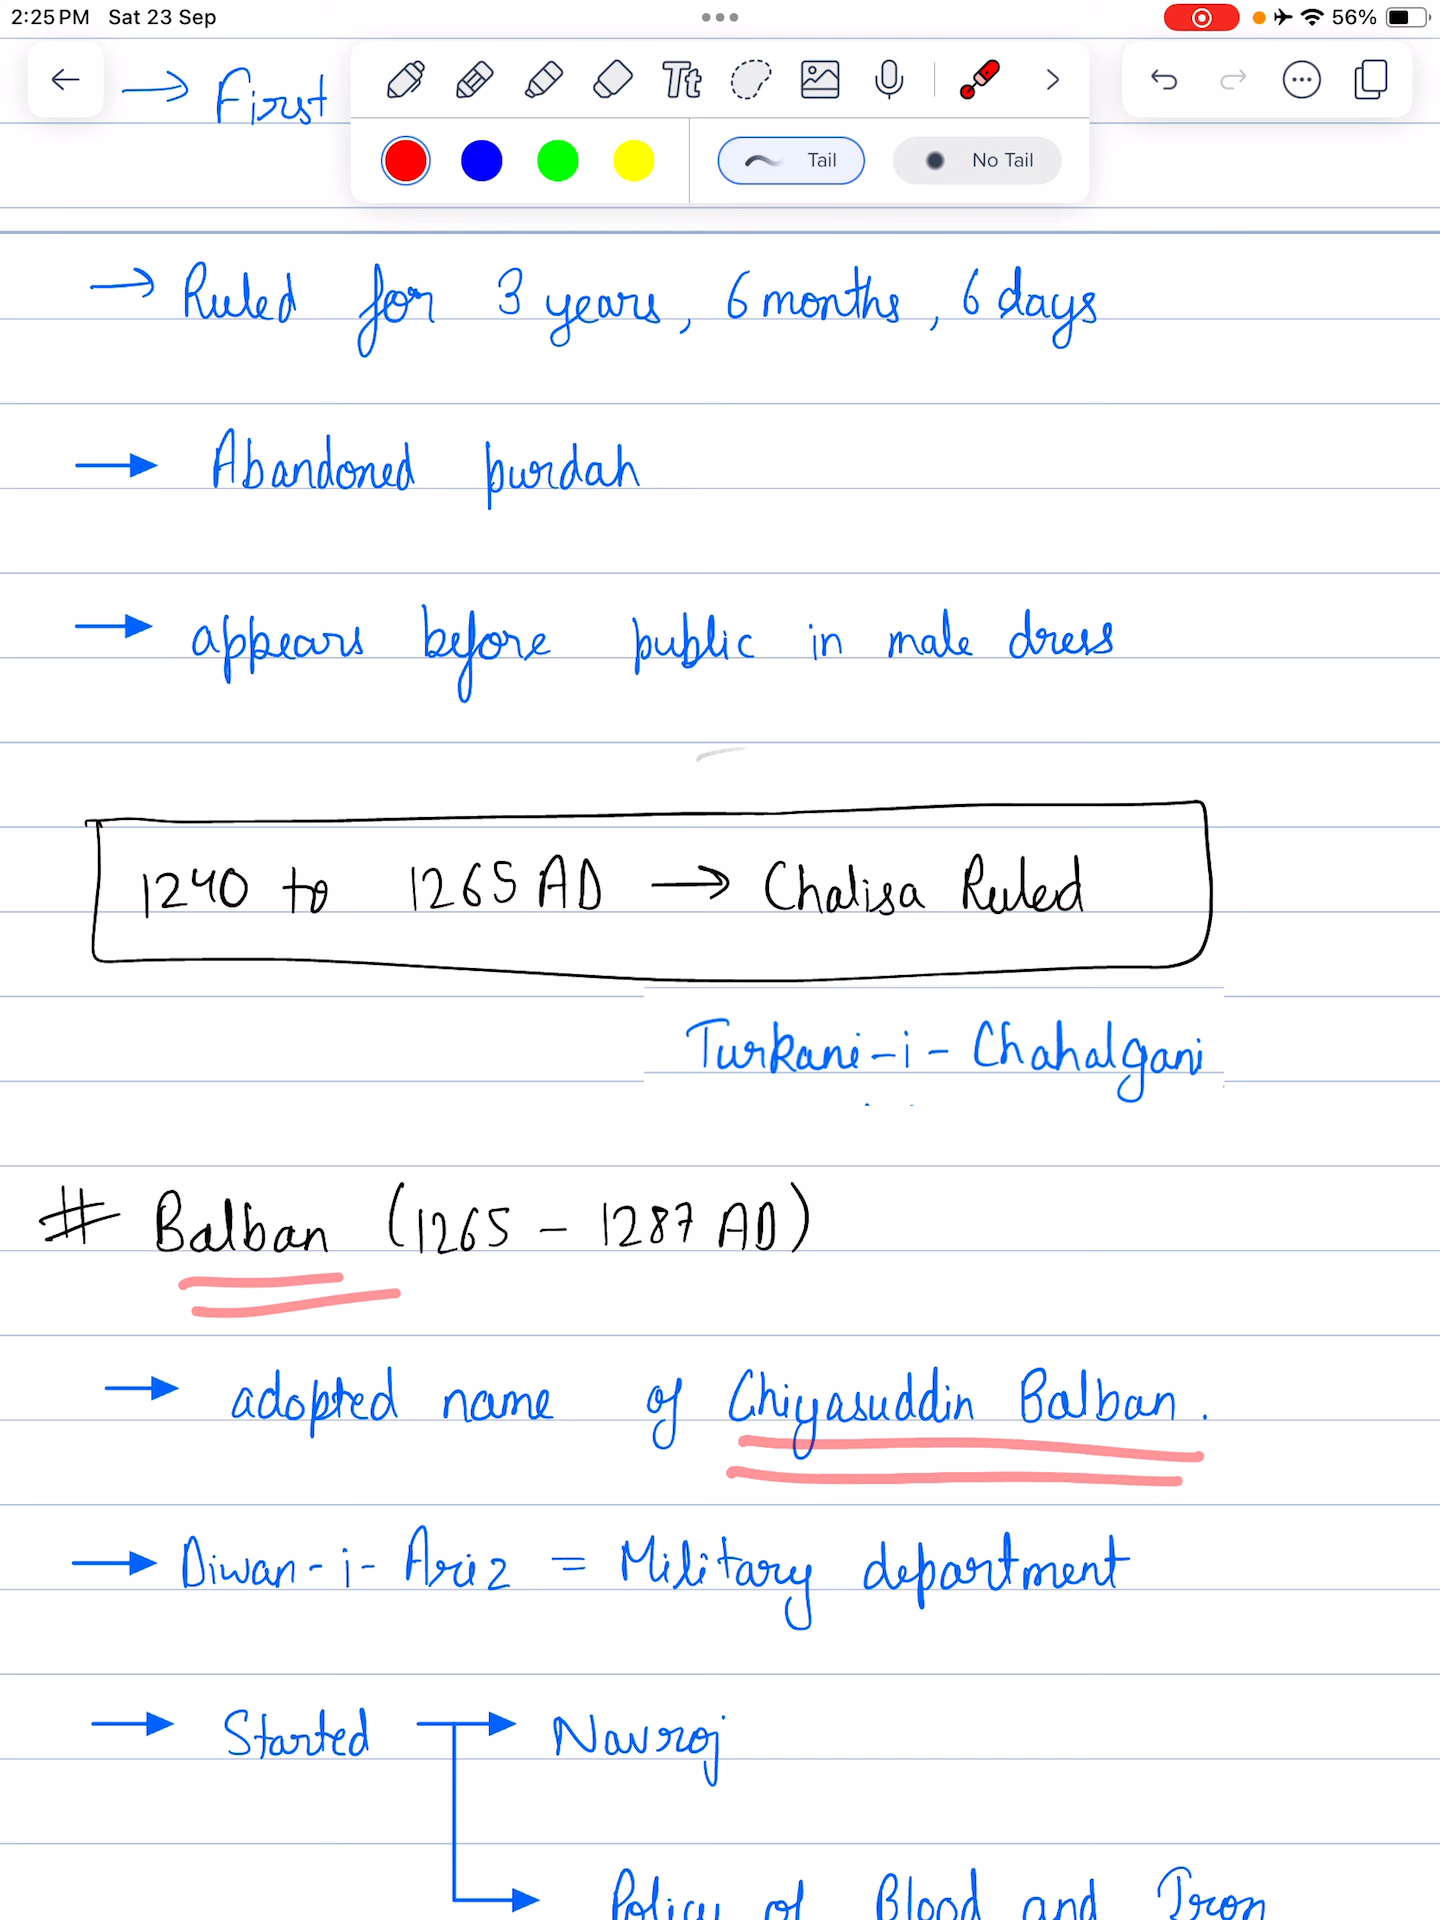 2:25 PM Sat 23 Sep 56%
→ First
Tt
Tail No Tail
→ Ruled for 3 years, 6 months, 6 days
→ Abandoned purdah
→ appears before public in male dress
1240 to 1265 AD → Chalisa Ruled
Turkani-i-Chahalgani
# Balban (1265 - 1287 AD)
→ adopted name of Ghiyasuddin Balban.
→ Diwan-i-Ariz = Military department
→ Started → Navroj
→ Policy of Blood and Iron